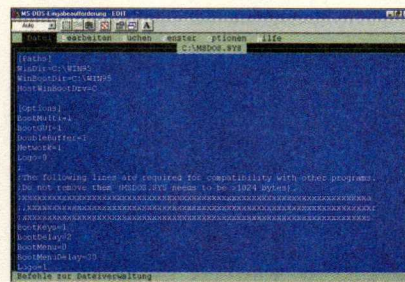 MS-DOS-Eingabeaufforderung - EDIT
Auto
A
Datei earbeiten uchen enster ptionen ilfe
C:\MSDOS.SYS
[Paths]
WinDir=C:\WIN95
WinBootDir=C:\WIN95
HostWinBootDrv=C
[Options]
BootMulti=1
BootGUI=1
DoubleBuffer=1
Network=1
Logo=0
;
;The following lines are required for compatibility with other programs.
;Do not remove them (MSDOS.SYS needs to be >1024 bytes).
BootKeys=1
BootDelay=2
BootMenu=0
BootMenuDelay=30
Logo=1
Befehle zur Dateiverwaltung